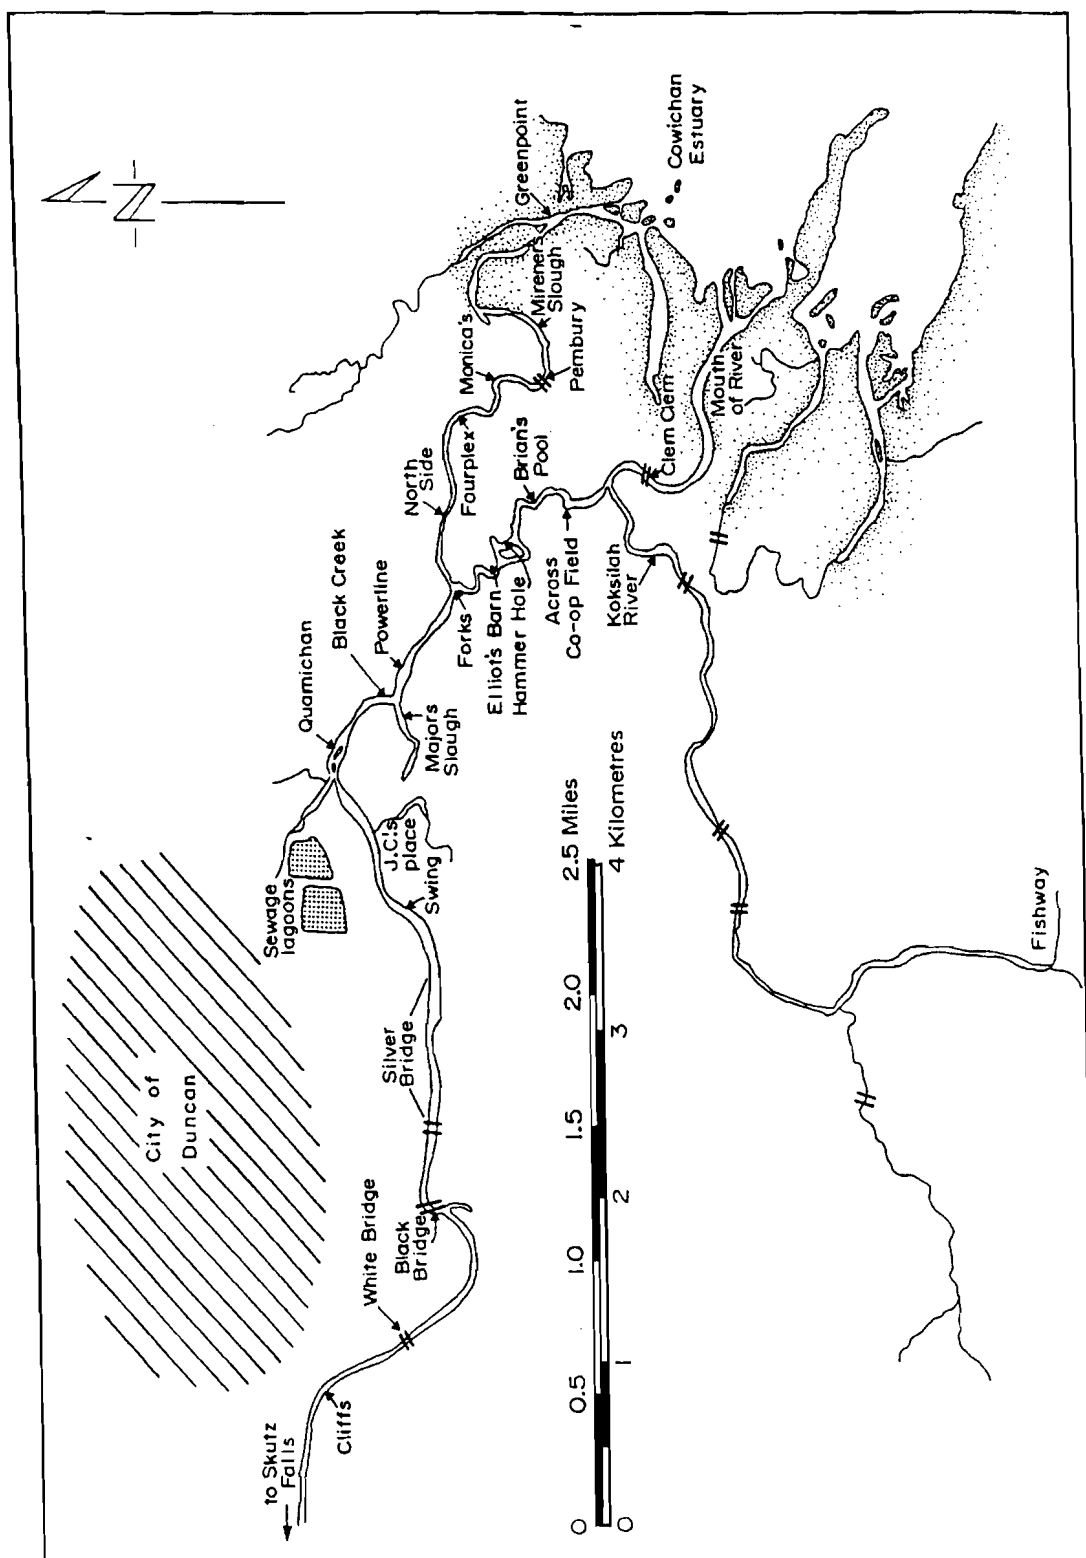 N
to Skutz
Falls
Cliffs
White Bridge
Black
Bridge
City of
Duncan
Silver
Bridge
Sewage
lagoons
Swing
J.C.'s
place
Quamichan
Majors
Slough
Black Creek
Powerline
Forks
Elliot's Barn
Hammer Hole
North
Side
Fourplex
Monica's
Brian's
Pool
Across
Co-op Field
Koksilah
River
Pembury
Mireners
Slough
Greenpoint
Cowichan
Estuary
Clem Clem
Mouth
of River
Fishway
0 0.5 1.0 1.5 2.0 2.5 Miles
0 1 2 3 4 Kilometres